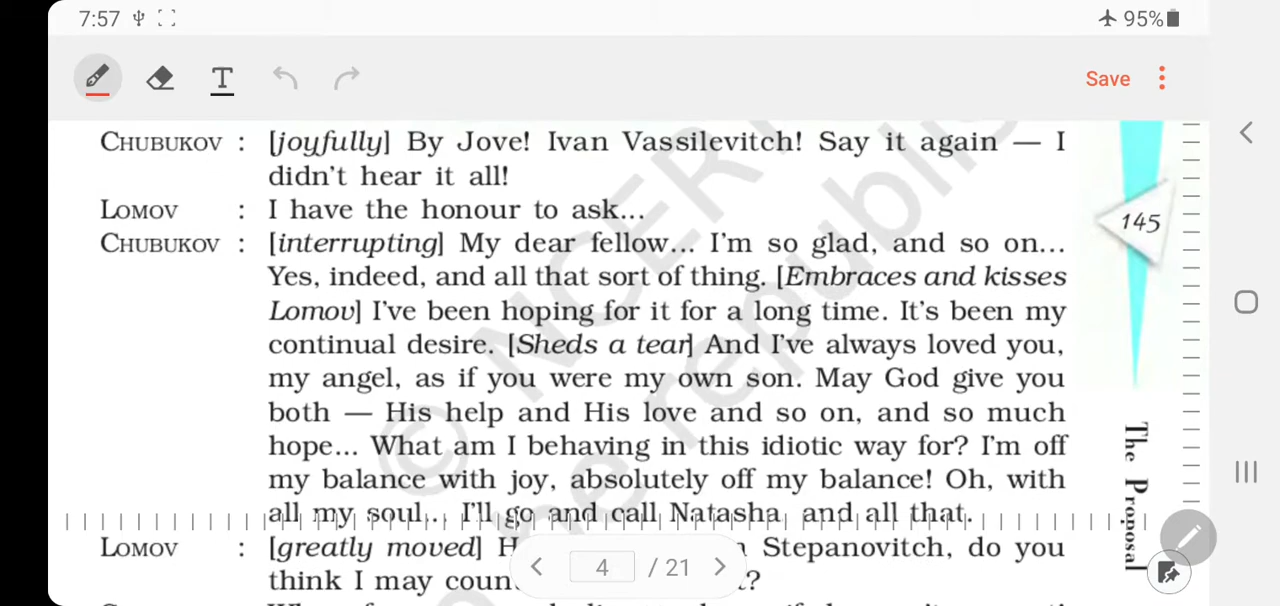 7:57 95%
Save
CHUBUKOV : [joyfully] By Jove! Ivan Vassilevitch! Say it again — I
didn't hear it all!
LOMOV : I have the honour to ask...
CHUBUKOV : [interrupting] My dear fellow... I'm so glad, and so on...
Yes, indeed, and all that sort of thing. [Embraces and kisses
Lomov] I've been hoping for it for a long time. It's been my
continual desire. [Sheds a tear] And I've always loved you,
my angel, as if you were my own son. May God give you
both — His help and His love and so on, and so much
hope... What am I behaving in this idiotic way for? I'm off
my balance with joy, absolutely off my balance! Oh, with
all my soul... I'll go and call Natasha, and all that.
LOMOV : [greatly moved] Stepanovitch, do you
think I may ?
145
The Proposal
4 / 21
© NCERT
republis